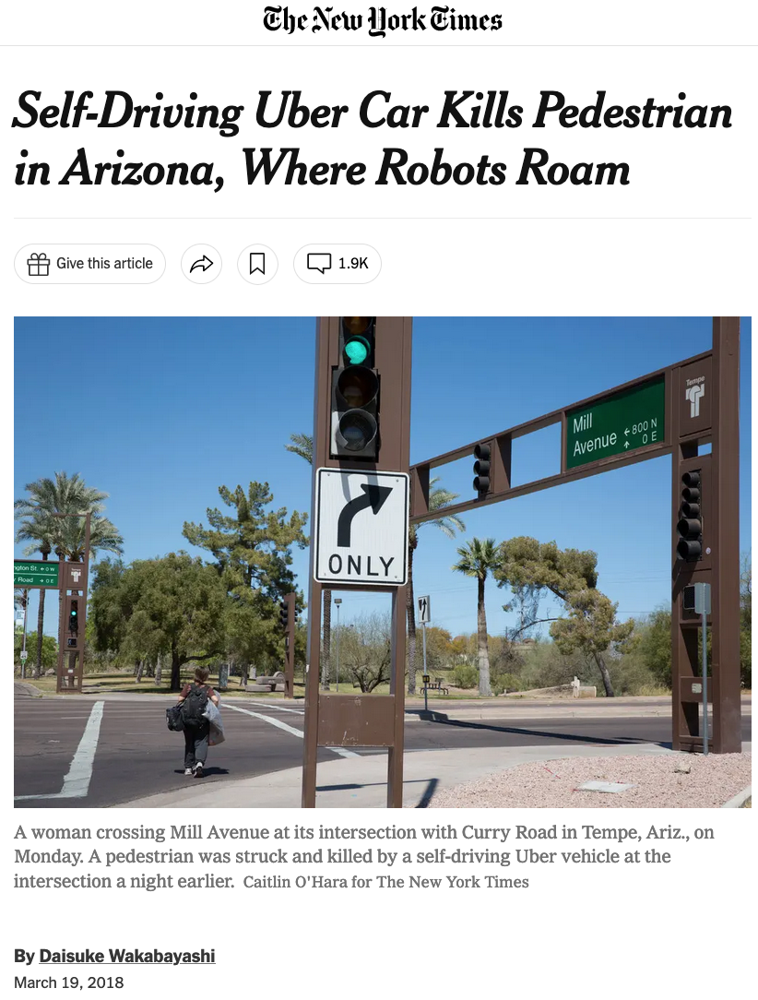 The New York Times
Self-Driving Uber Car Kills Pedestrian
in Arizona, Where Robots Roam
Give this article
1.9K
Tempe
Mill
Avenue
←800 N
↑ 0 E
ONLY
ngton St. ←0 W
Road ↑0 E
A woman crossing Mill Avenue at its intersection with Curry Road in Tempe, Ariz., on
Monday. A pedestrian was struck and killed by a self-driving Uber vehicle at the
intersection a night earlier. Caitlin O'Hara for The New York Times
By Daisuke Wakabayashi
March 19, 2018